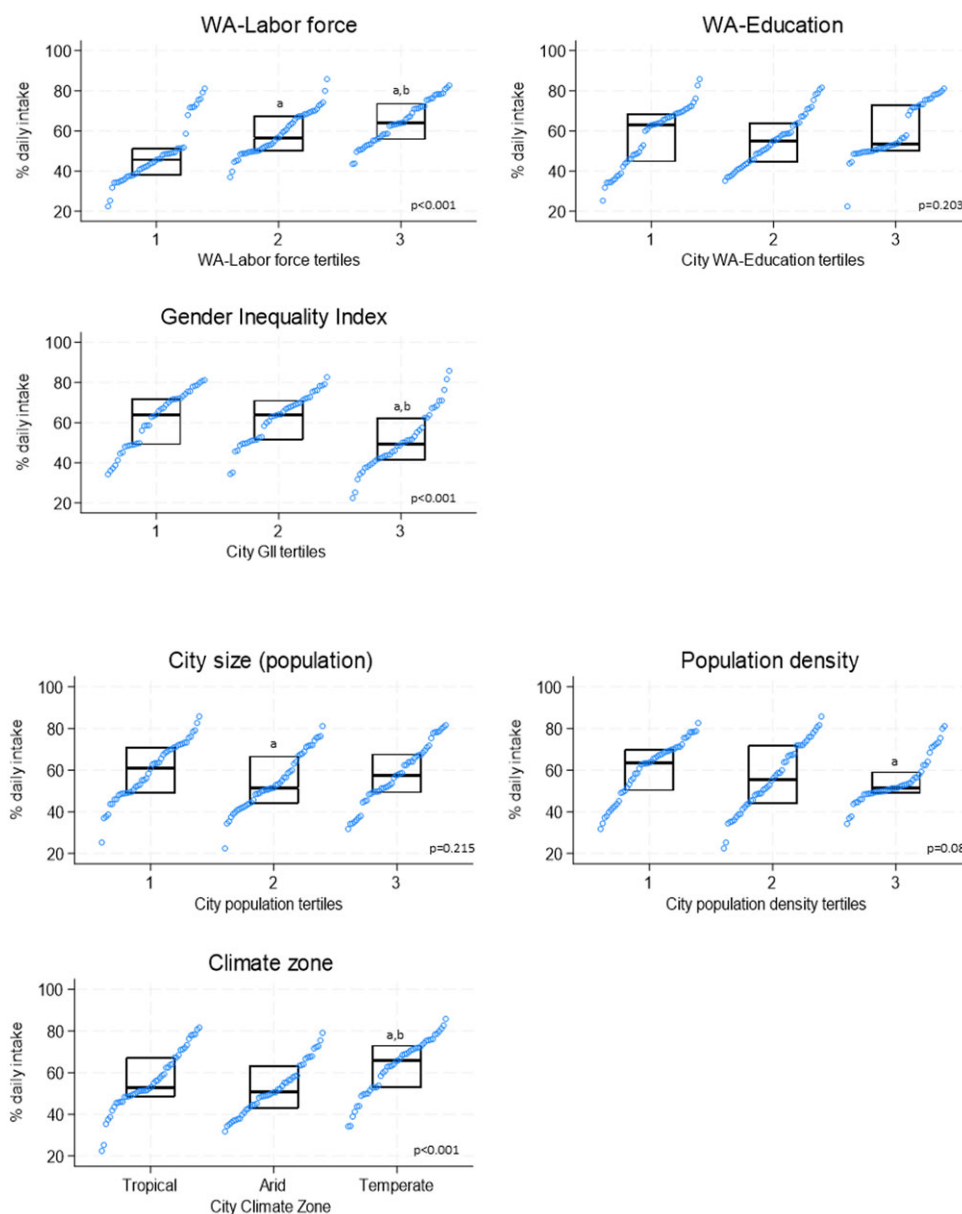 WA-Labor force
% daily intake
100
80
60
40
20
a
a,b
p<0.001
1 2 3
WA-Labor force tertiles
WA-Education
% daily intake
100
80
60
40
20
p=0.203
1 2 3
City WA-Education tertiles
Gender Inequality Index
% daily intake
100
80
60
40
20
a,b
p<0.001
1 2 3
City GII tertiles
City size (population)
% daily intake
100
80
60
40
20
a
p=0.215
1 2 3
City population tertiles
Population density
% daily intake
100
80
60
40
20
a
p=0.08
1 2 3
City population density tertiles
Climate zone
% daily intake
100
80
60
40
20
a,b
p<0.001
Tropical Arid Temperate
City Climate Zone